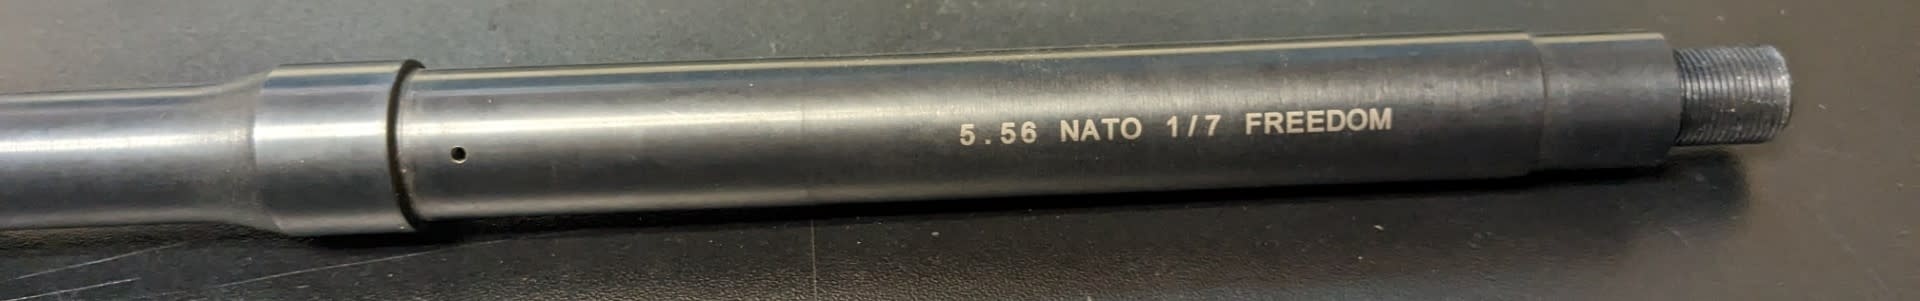 5.56 NATO 1/7 FREEDOM